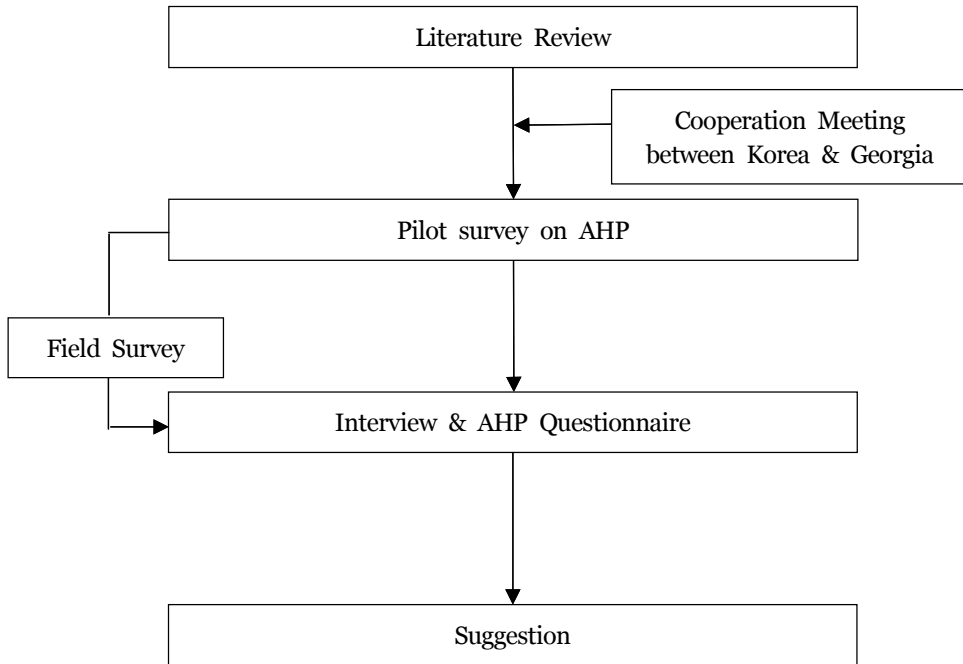 Literature Review
Cooperation Meeting
between Korea & Georgia
Pilot survey on AHP
Field Survey
Interview & AHP Questionnaire
Suggestion